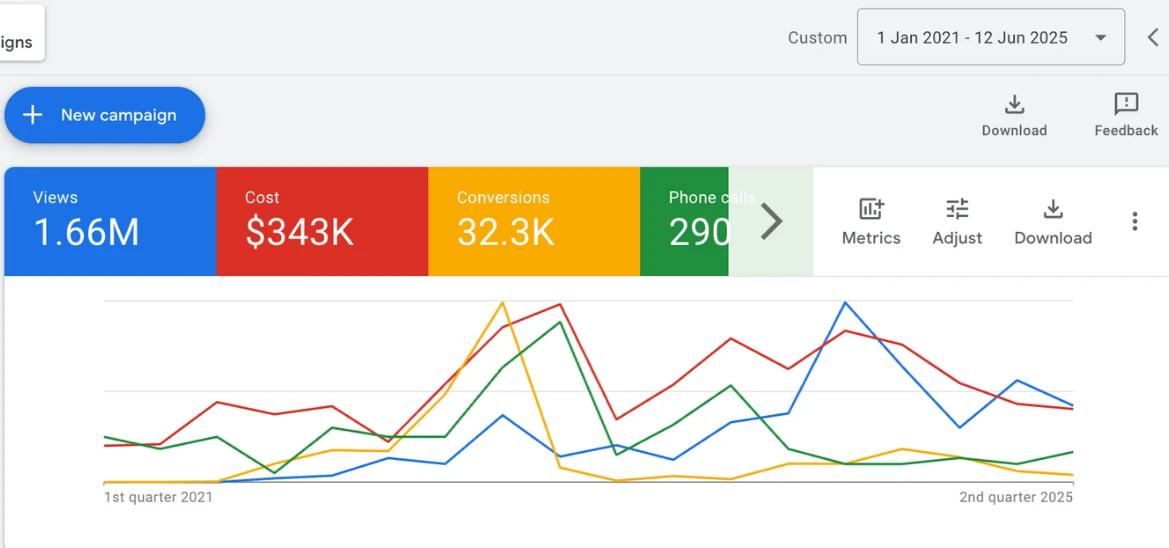 igns
Custom
1 Jan 2021 - 12 Jun 2025
New campaign
Download
Feedback
Views
1.66M
Cost
$343K
Conversions
32.3K
Phone calls
290
Metrics
Adjust
Download
1st quarter 2021
2nd quarter 2025